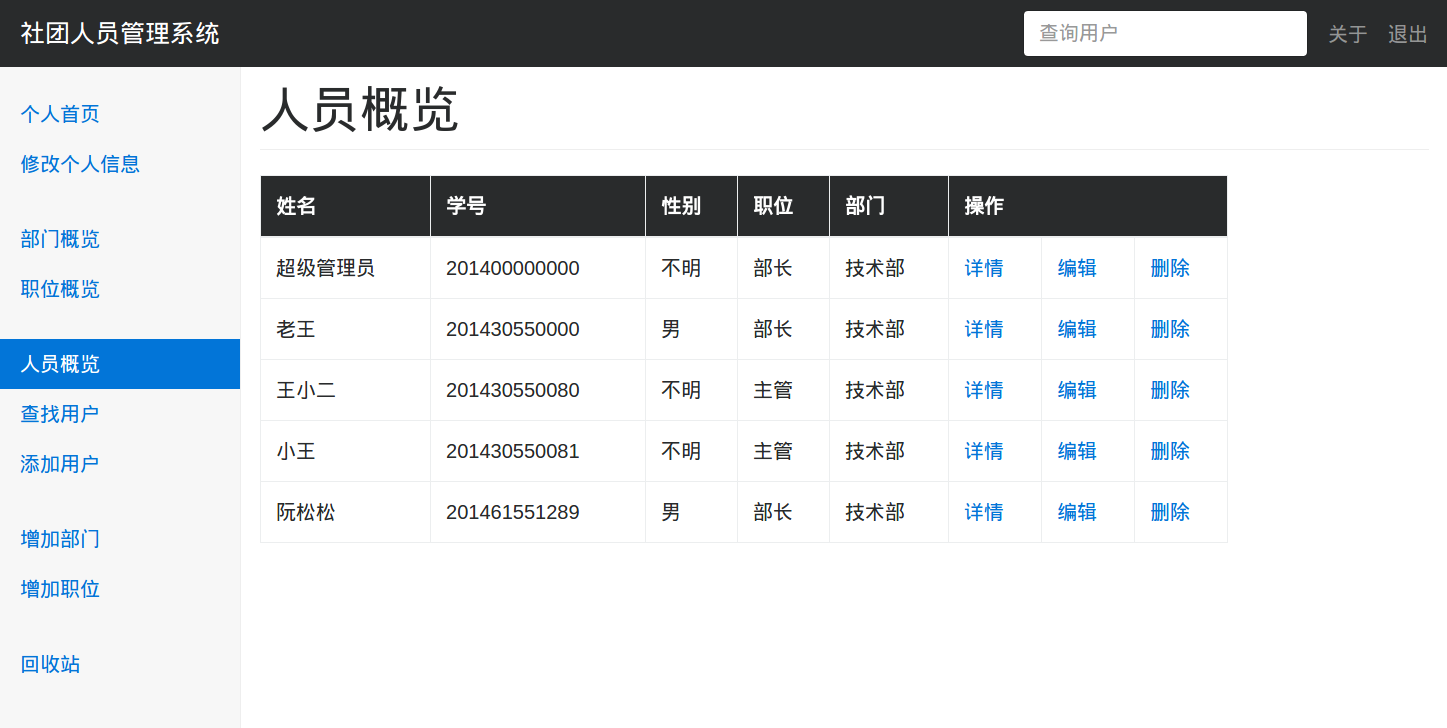 社团人员管理系统
查询用户
关于 退出
个人首页
修改个人信息
部门概览
职位概览
人员概览
查找用户
添加用户
增加部门
增加职位
回收站
人员概览
姓名 学号 性别 职位 部门 操作
超级管理员 201400000000 不明 部长 技术部 详情 编辑 删除
老王 201430550000 男 部长 技术部 详情 编辑 删除
王小二 201430550080 不明 主管 技术部 详情 编辑 删除
小王 201430550081 不明 主管 技术部 详情 编辑 删除
阮松松 201461551289 男 部长 技术部 详情 编辑 删除